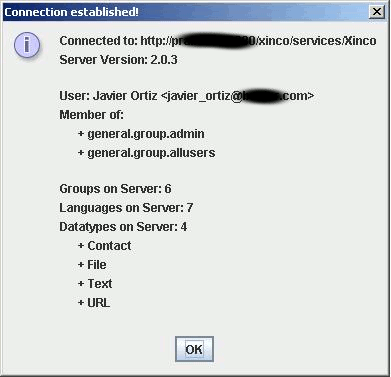 Connection established!
Connected to: http://pr 0/xinco/services/Xinco
Server Version: 2.0.3
User: Javier Ortiz <javier_ortiz@ .com>
Member of:
+ general.group.admin
+ general.group.allusers
Groups on Server: 6
Languages on Server: 7
Datatypes on Server: 4
+ Contact
+ File
+ Text
+ URL
OK